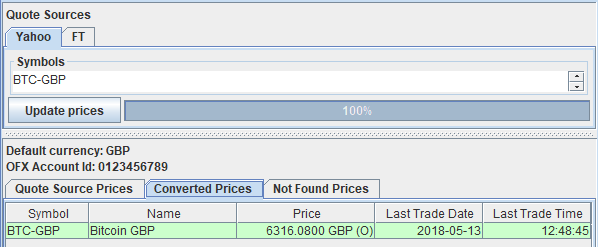 Quote Sources
Yahoo FT
Symbols
BTC-GBP
Update prices 100%
Default currency: GBP
OFX Account Id: 0123456789
Quote Source Prices Converted Prices Not Found Prices
Symbol Name Price Last Trade Date Last Trade Time
BTC-GBP Bitcoin GBP 6316.0800 GBP (O) 2018-05-13 12:48:45